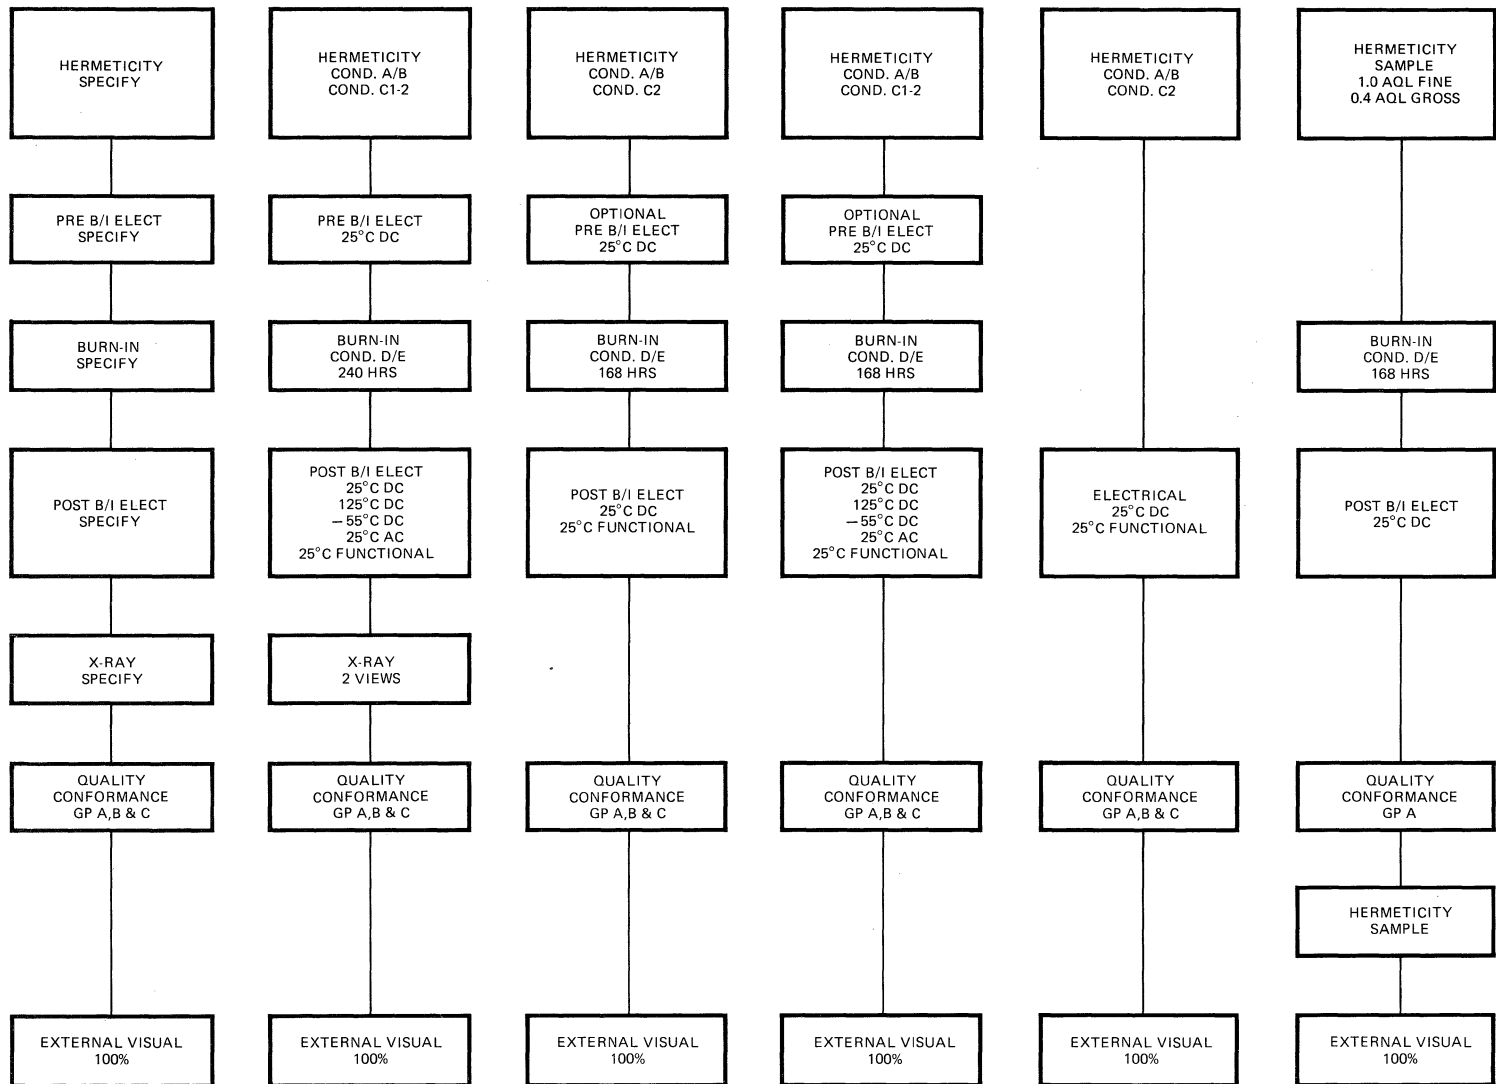 HERMETICITY
SPECIFY
HERMETICITY
COND. A/B
COND. C1-2
HERMETICITY
COND. A/B
COND. C2
HERMETICITY
COND. A/B
COND. C1-2
HERMETICITY
COND. A/B
COND. C2
HERMETICITY
SAMPLE
1.0 AQL FINE
0.4 AQL GROSS
PRE B/I ELECT
SPECIFY
PRE B/I ELECT
25°C DC
OPTIONAL
PRE B/I ELECT
25°C DC
OPTIONAL
PRE B/I ELECT
25°C DC
BURN-IN
SPECIFY
BURN-IN
COND. D/E
240 HRS
BURN-IN
COND. D/E
168 HRS
BURN-IN
COND. D/E
168 HRS
BURN-IN
COND. D/E
168 HRS
POST B/I ELECT
SPECIFY
POST B/I ELECT
25°C DC
125°C DC
−55°C DC
25°C AC
25°C FUNCTIONAL
POST B/I ELECT
25°C DC
25°C FUNCTIONAL
POST B/I ELECT
25°C DC
125°C DC
−55°C DC
25°C AC
25°C FUNCTIONAL
ELECTRICAL
25°C DC
25°C FUNCTIONAL
POST B/I ELECT
25°C DC
X-RAY
SPECIFY
X-RAY
2 VIEWS
QUALITY
CONFORMANCE
GP A,B & C
QUALITY
CONFORMANCE
GP A,B & C
QUALITY
CONFORMANCE
GP A,B & C
QUALITY
CONFORMANCE
GP A,B & C
QUALITY
CONFORMANCE
GP A,B & C
QUALITY
CONFORMANCE
GP A
HERMETICITY
SAMPLE
EXTERNAL VISUAL
100%
EXTERNAL VISUAL
100%
EXTERNAL VISUAL
100%
EXTERNAL VISUAL
100%
EXTERNAL VISUAL
100%
EXTERNAL VISUAL
100%